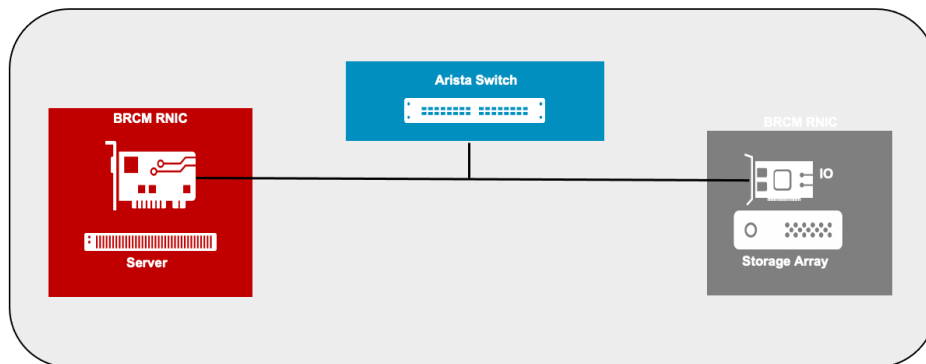 Arista Switch
BRCM RNIC
Server
BRCM RNIC
IO
Storage Array